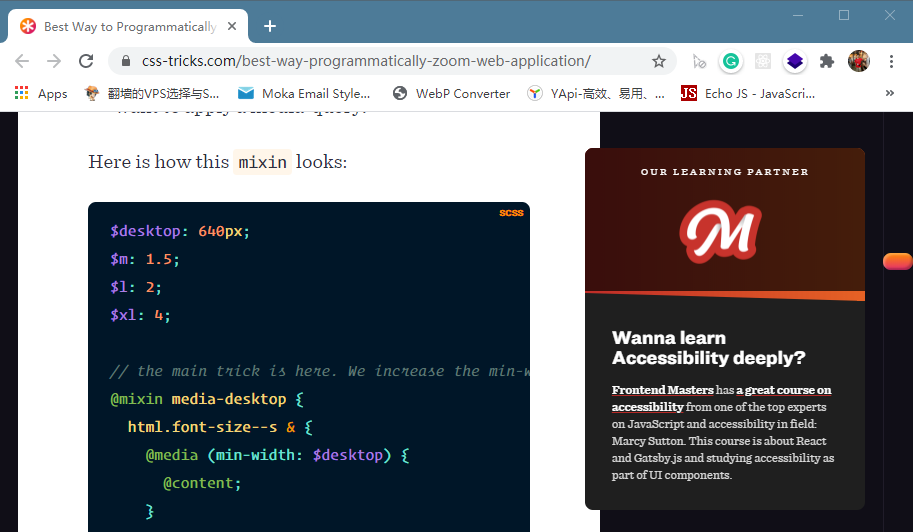 Best Way to Programmatically
css-tricks.com/best-way-programmatically-zoom-web-application/
Apps
翻墙的VPS选择与S...
Moka Email Style...
WebP Converter
YApi-高效、易用、...
JS
Echo JS - JavaScri...
»
want to apply a media-query.
Here is how this mixin looks:
scss
$desktop: 640px;
$m: 1.5;
$l: 2;
$xl: 4;
// the main trick is here. We increase the min-w
@mixin media-desktop {
html.font-size--s & {
@media (min-width: $desktop) {
@content;
}
OUR LEARNING PARTNER
M
Wanna learn
Accessibility deeply?
Frontend Masters has a great course on
accessibility from one of the top experts
on JavaScript and accessibility in field:
Marcy Sutton. This course is about React
and Gatsby.js and studying accessibility as
part of UI components.